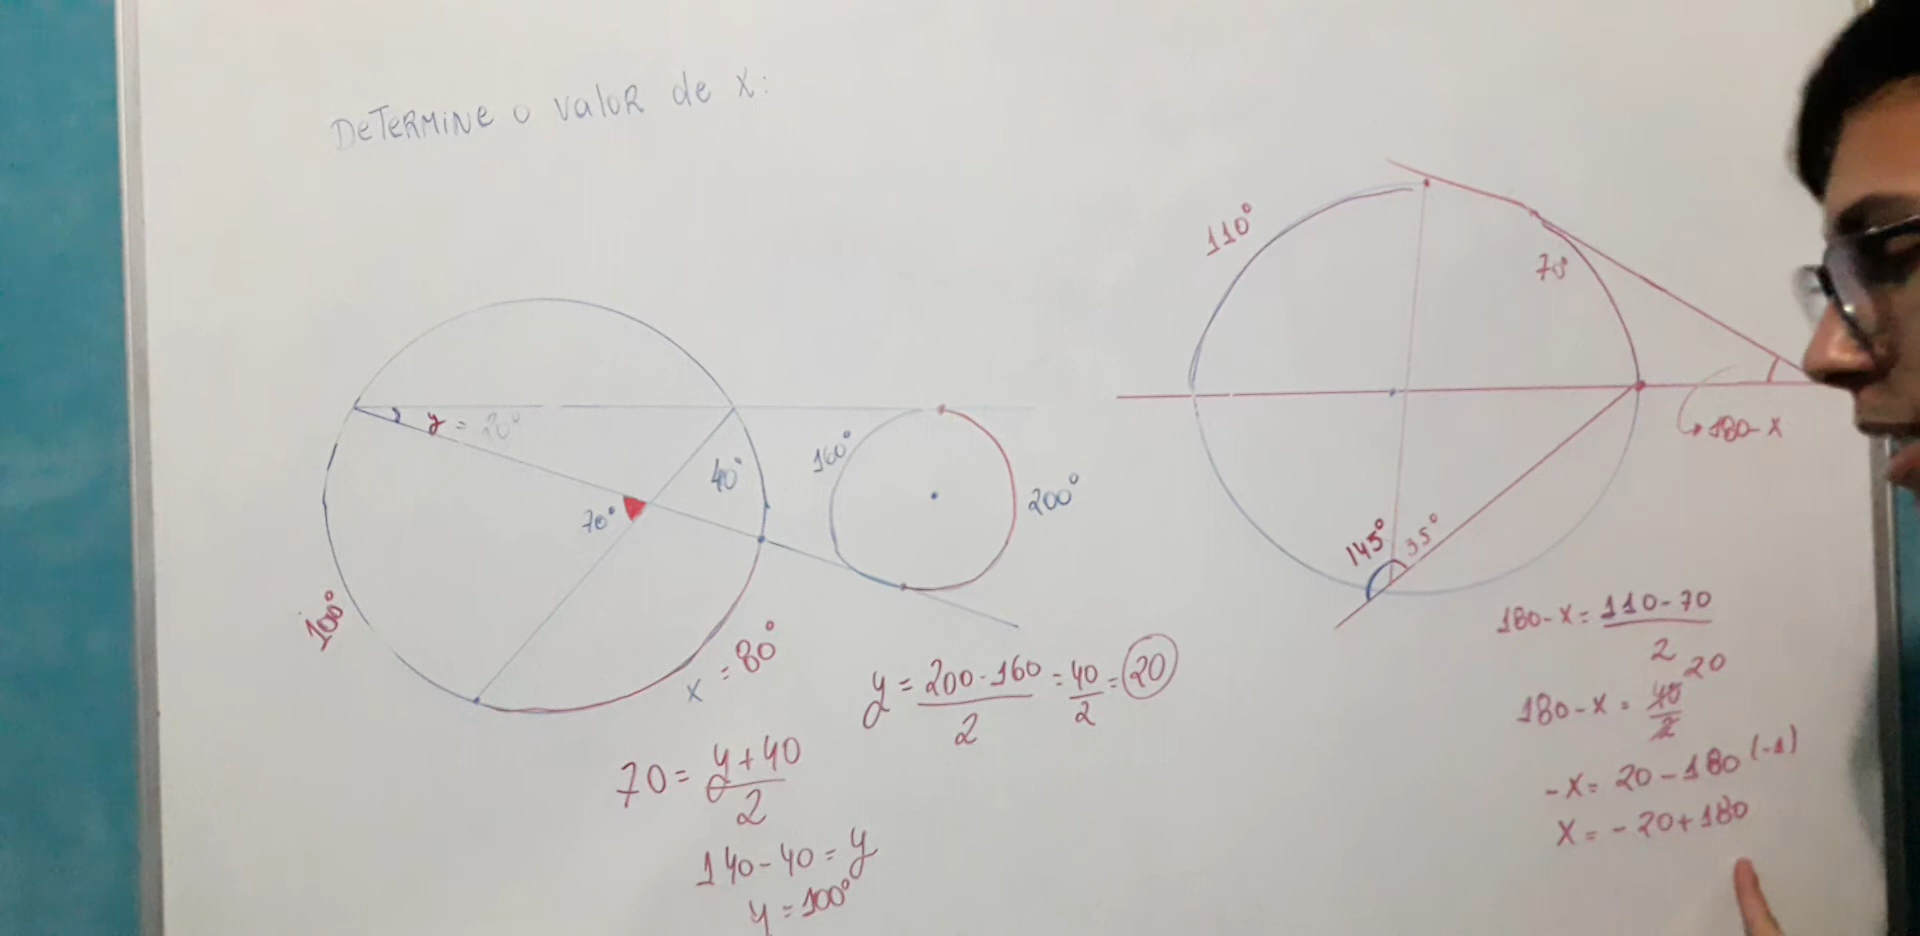 DETERMINE o valoR de X:
y = 20°
40°
70°
100°
x = 80°
160°
200°
y = 200-160/2 = 40/2 = 20
70 = y+40/2
140-40 = y
y = 100°
110°
70
180-X
145°
35°
180-X = 110-70/2
180-X = 40/2 20
-X = 20-180 (-1)
X = -20+180